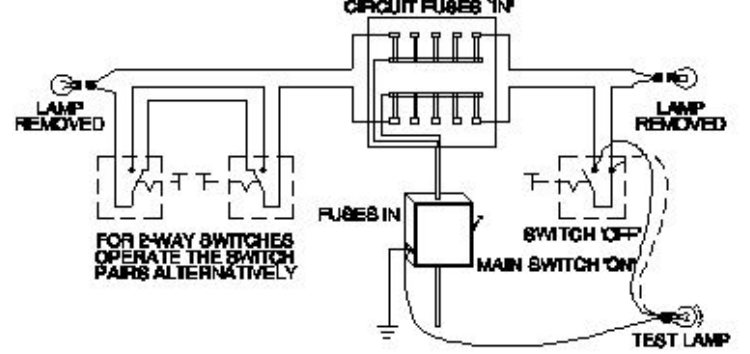 CIRCUIT FUSES 'IN'
LAMP
REMOVED
LAMP
REMOVED
FUSES IN
SWITCH 'OFF'
FOR 2-WAY SWITCHES
OPERATE THE SWITCH
PAIRS ALTERNATIVELY
MAIN SWITCH 'ON'
TEST LAMP